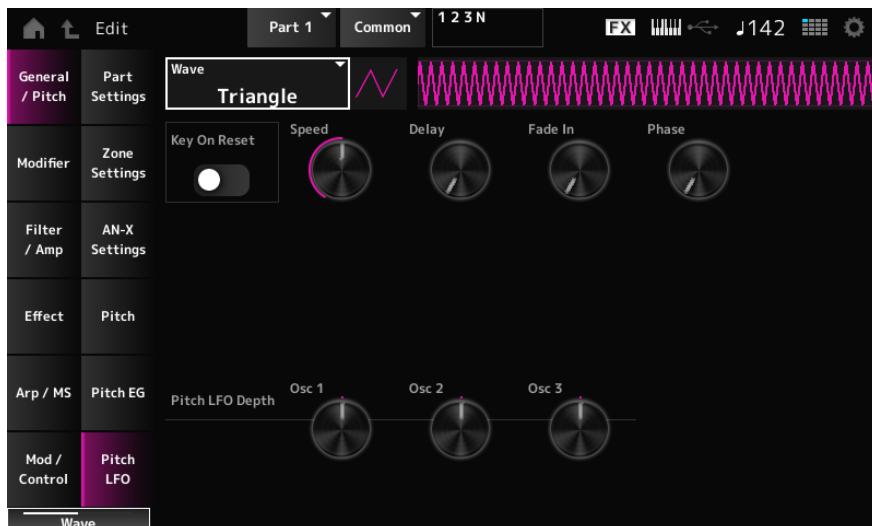 Edit
Part 1
Common
1 2 3 N
FX
♩142
General
/ Pitch
Part
Settings
Wave
Triangle
Modifier
Zone
Settings
Key On Reset
Speed
Delay
Fade In
Phase
Filter
/ Amp
AN-X
Settings
Effect
Pitch
Arp / MS
Pitch EG
Pitch LFO Depth
Osc 1
Osc 2
Osc 3
Mod /
Control
Pitch
LFO
Wave